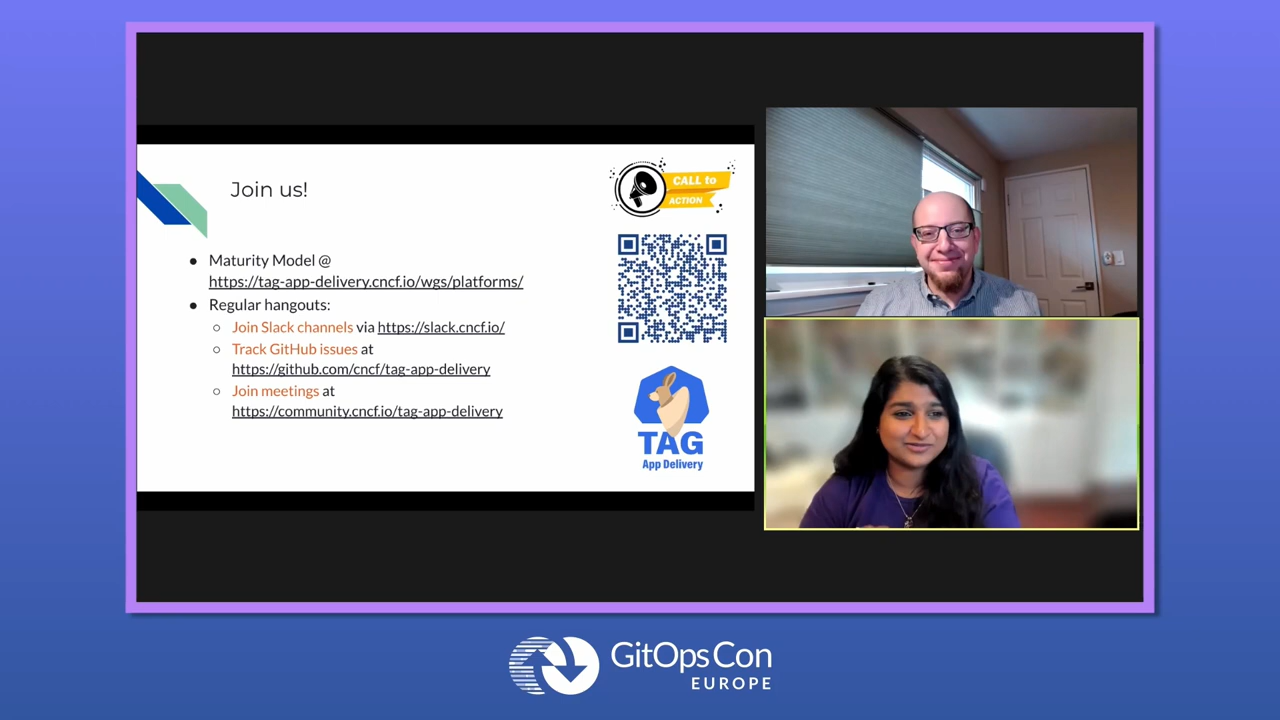 Join us!
CALL to
ACTION
● Maturity Model @
https://tag-app-delivery.cncf.io/wgs/platforms/
● Regular hangouts:
○ Join Slack channels via https://slack.cncf.io/
○ Track GitHub issues at
https://github.com/cncf/tag-app-delivery
○ Join meetings at
https://community.cncf.io/tag-app-delivery
TAG
App Delivery
GitOpsCon
EUROPE